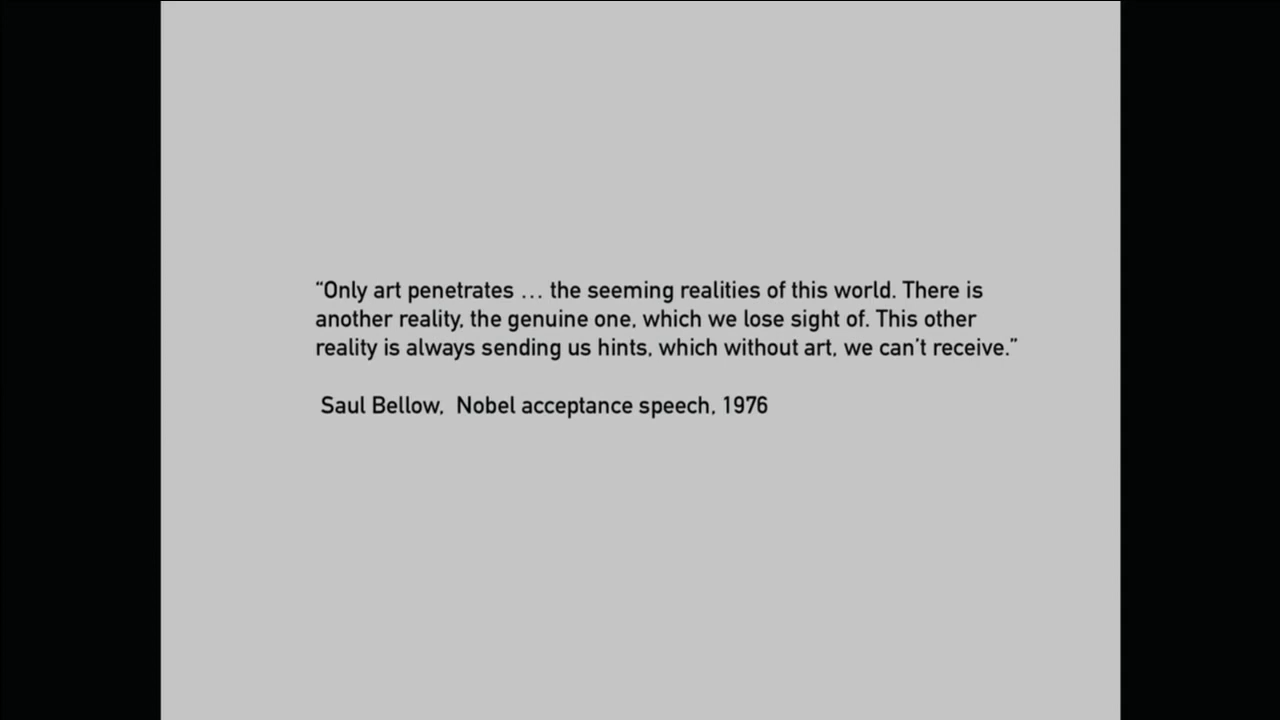 “Only art penetrates … the seeming realities of this world. There is
another reality, the genuine one, which we lose sight of. This other
reality is always sending us hints, which without art, we can’t receive.”
Saul Bellow,  Nobel acceptance speech, 1976